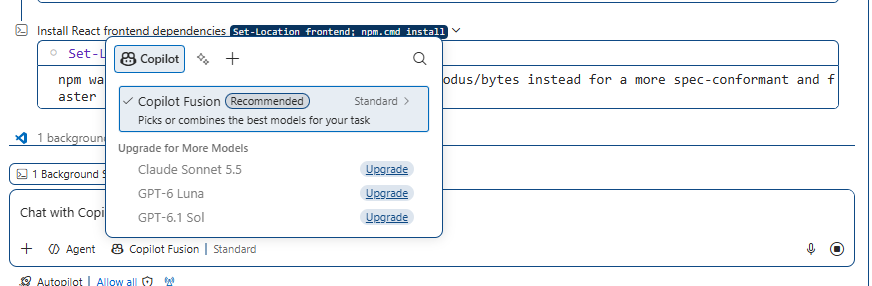 Install React frontend dependencies Set-Location frontend; npm.cmd install
Set-L
npm wa
odus/bytes instead for a more spec-conformant and f
aster
Copilot
Copilot Fusion Recommended Standard
Picks or combines the best models for your task
Upgrade for More Models
Claude Sonnet 5.5 Upgrade
GPT-6 Luna Upgrade
GPT-6.1 Sol Upgrade
1 background
1 Background S
Chat with Copi
Agent Copilot Fusion | Standard
Autopilot | Allow all